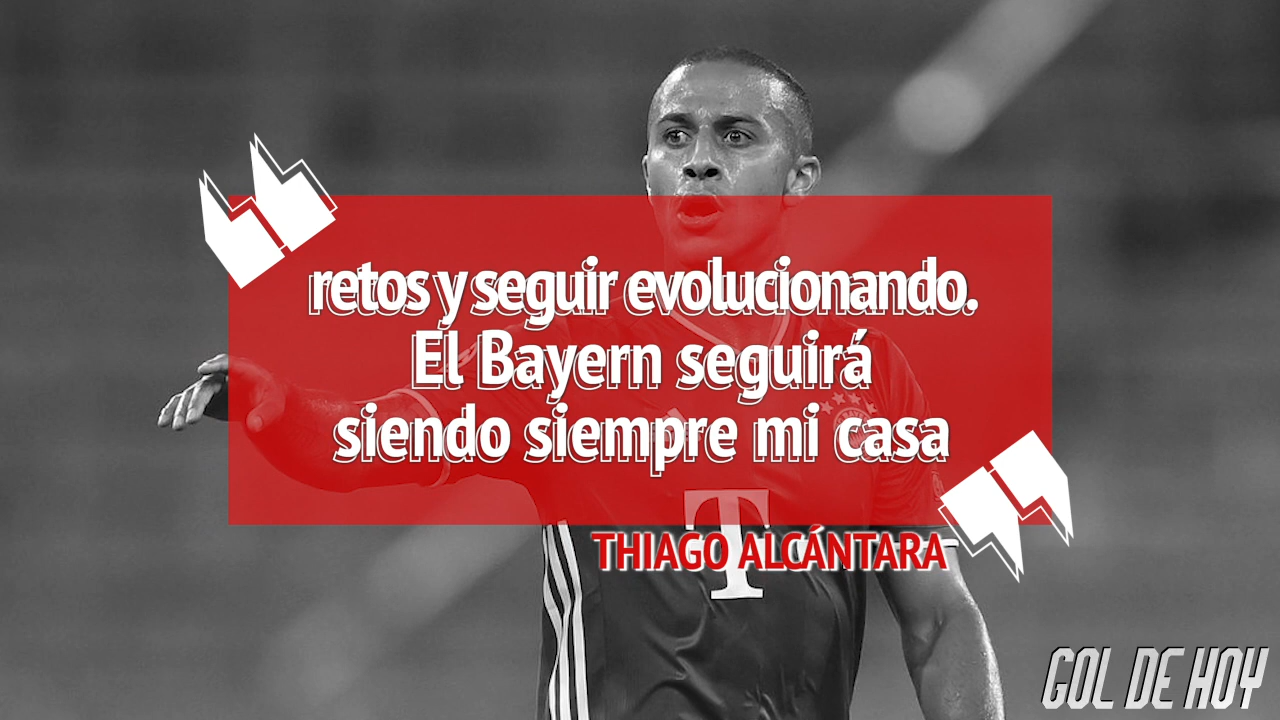 retos y seguir evolucionando.
El Bayern seguirá
siendo siempre mi casa
T
THIAGO ALCÁNTARA
GOL DE HOY